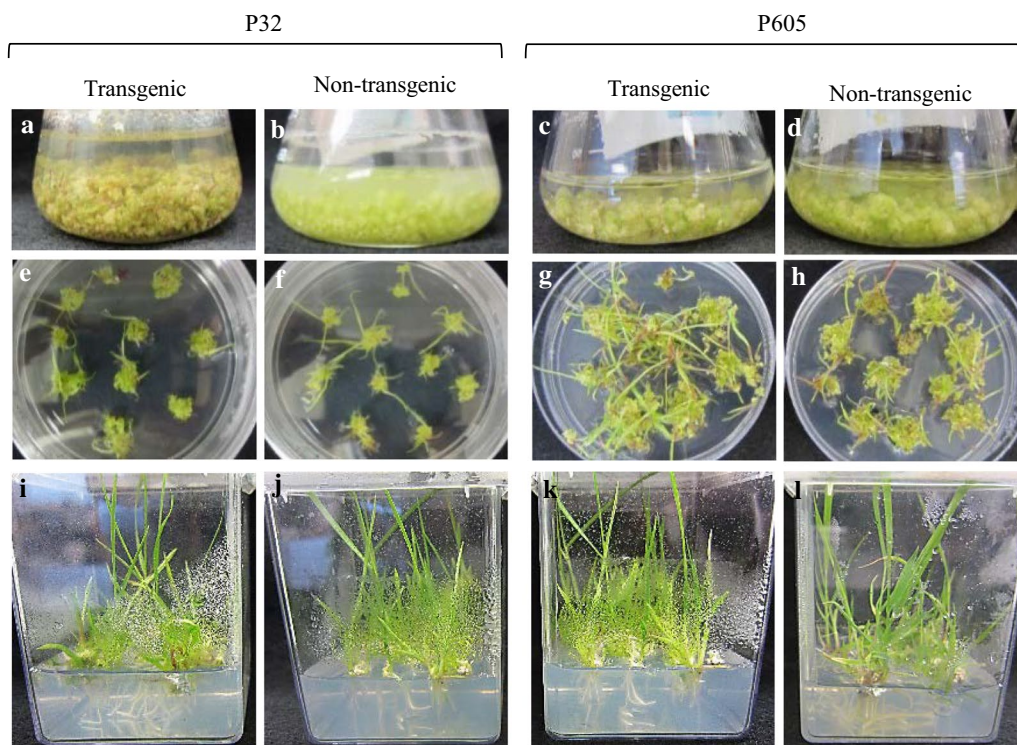 P32 P605
Transgenic Non-transgenic Transgenic Non-transgenic
a b c d
e f g h
i j k l